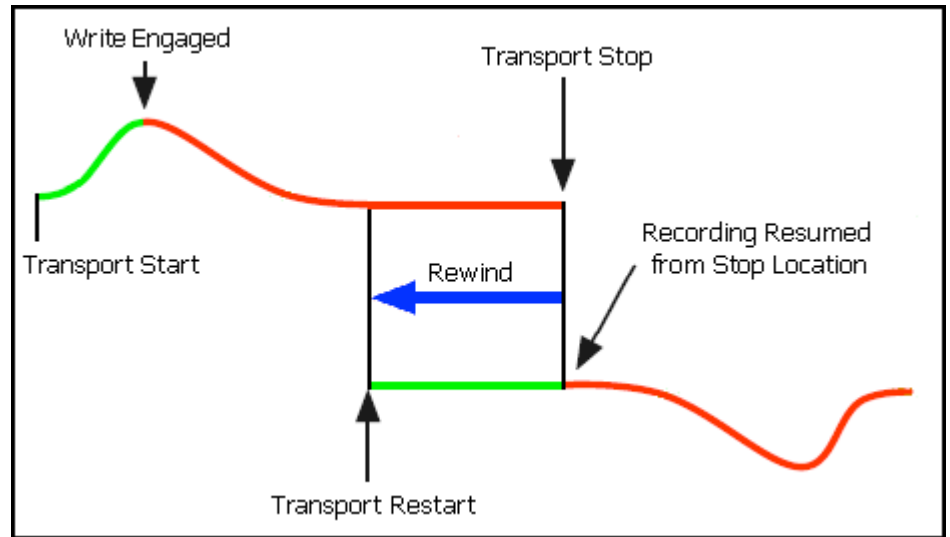 Write Engaged
Transport Stop
Transport Start
Recording Resumed
from Stop Location
Rewind
Transport Restart